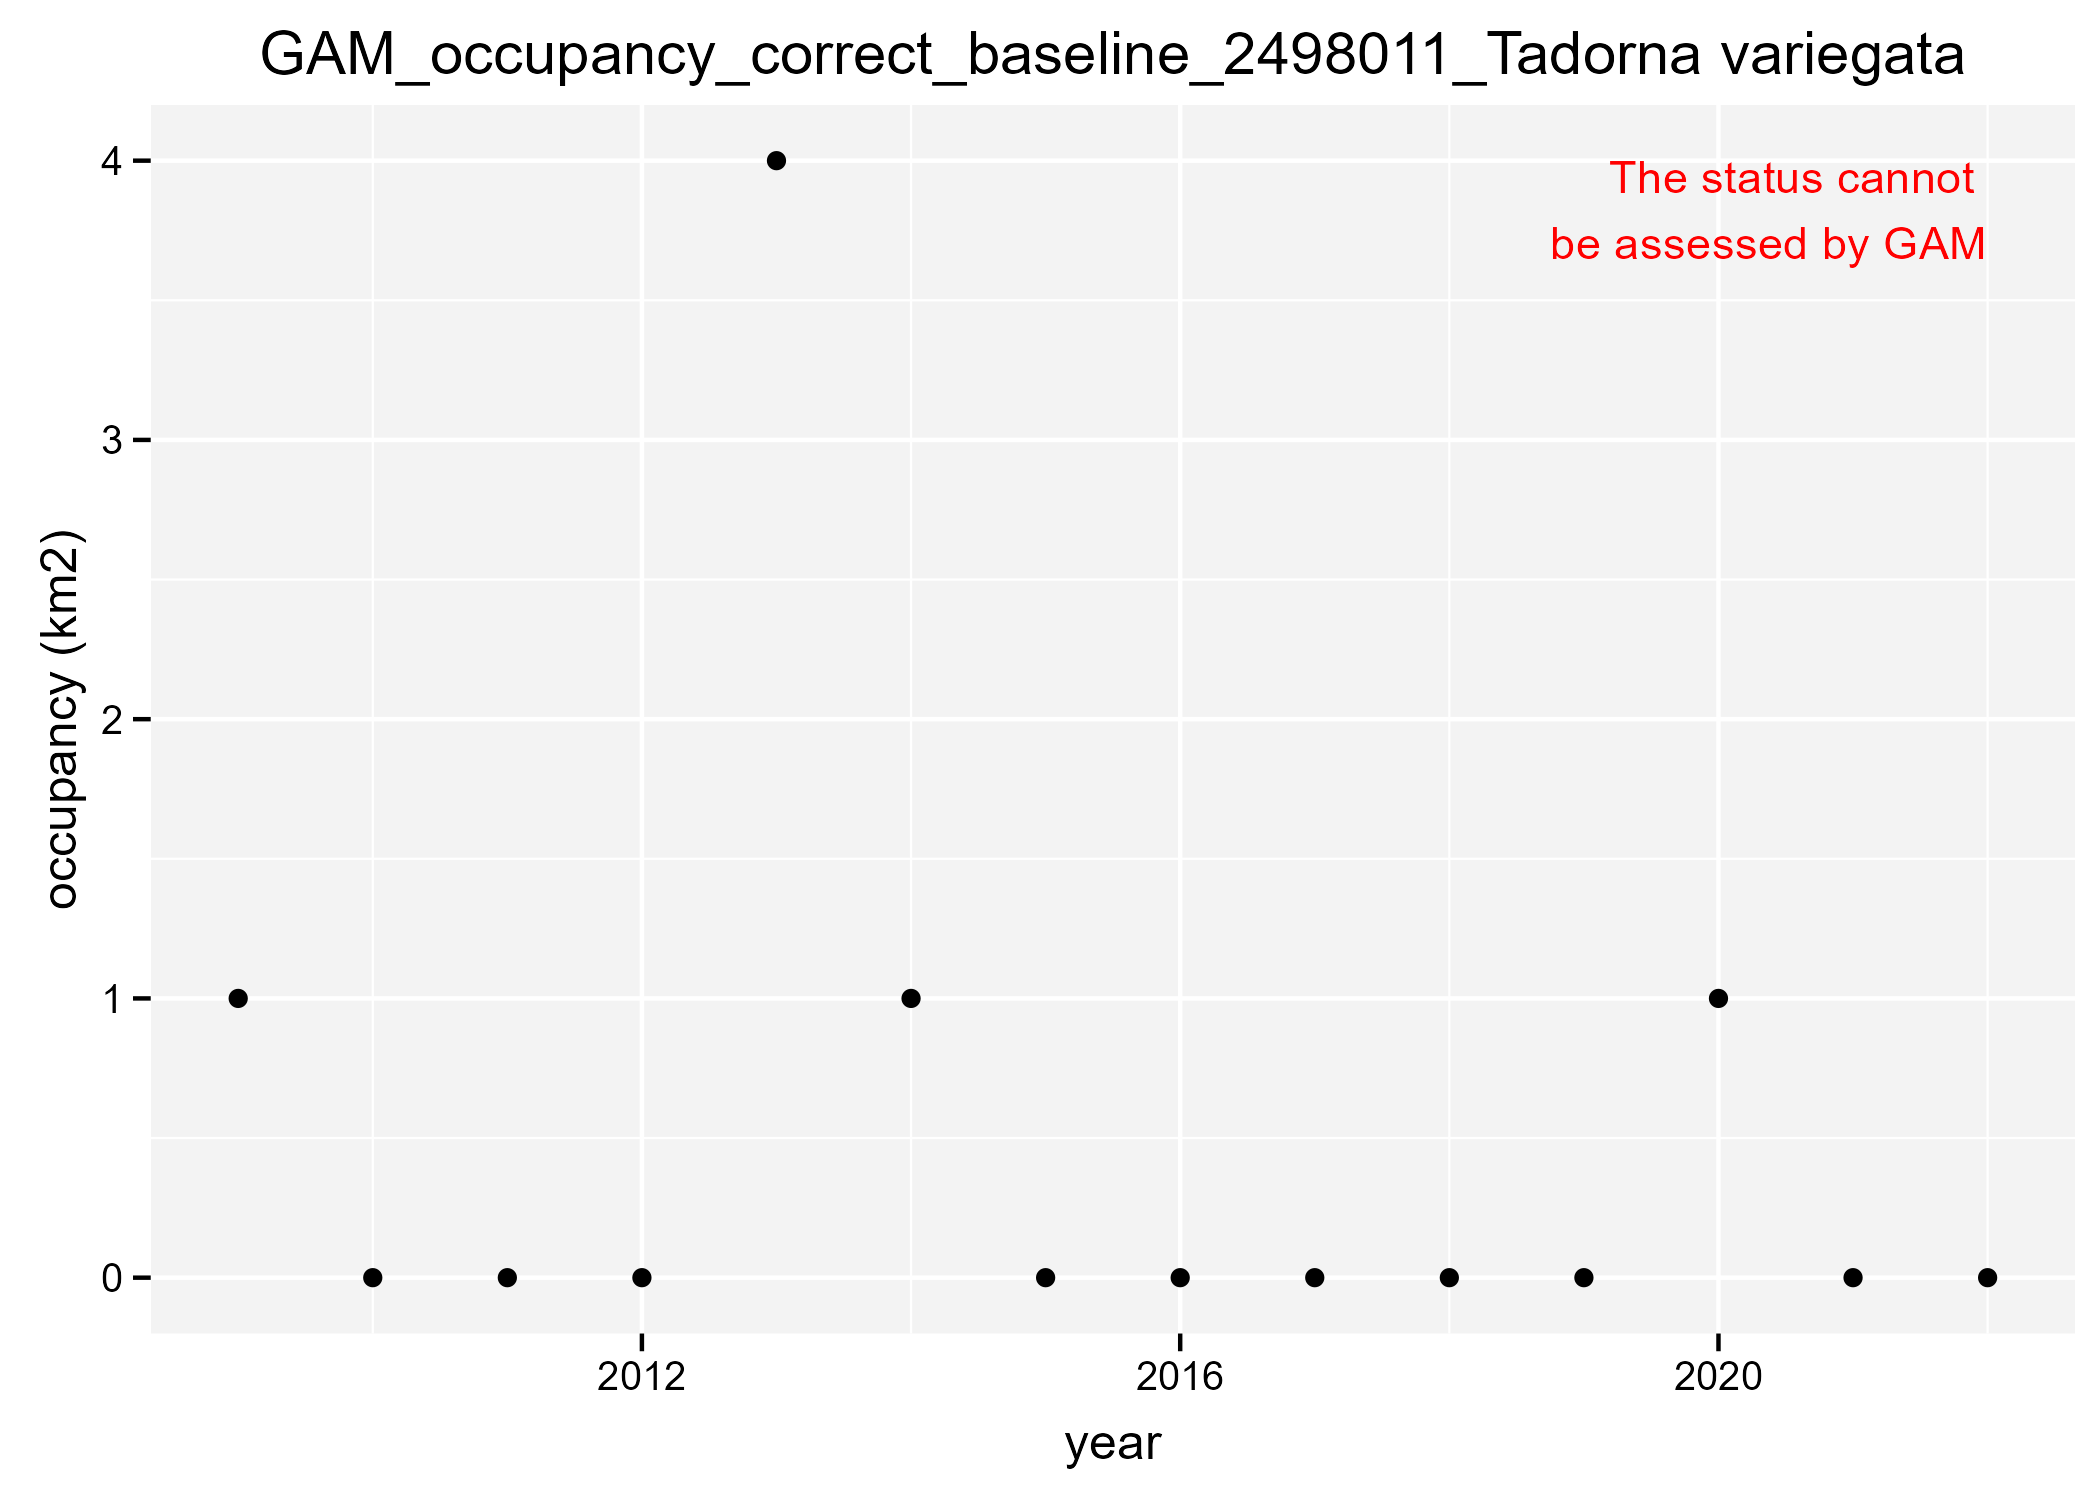 GAM_occupancy_correct_baseline_2498011_Tadorna variegata
The status cannot
be assessed by GAM
occupancy (km2)
4
3
2
1
0
2012 2016 2020
year